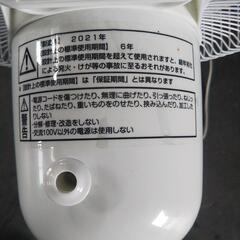 【製造年】2021年
【設計上の標準使用期間】 6年
設計上の標準使用期間を超えて使用されますと、経年劣化
による発火・けが等の事故に至るおそれがあります。
＊【設計上の標準使用期間】は「保証期間」とは異なります
警告
・電源コードを傷つけたり、無理に曲げたり、引っ張ったり、ねじっ
たり、たばねたり、重いものをのせたり、挟み込んだり、加工した
りしない
・分解・修理・改造をしない
・交流100V以外の電源は使用しない